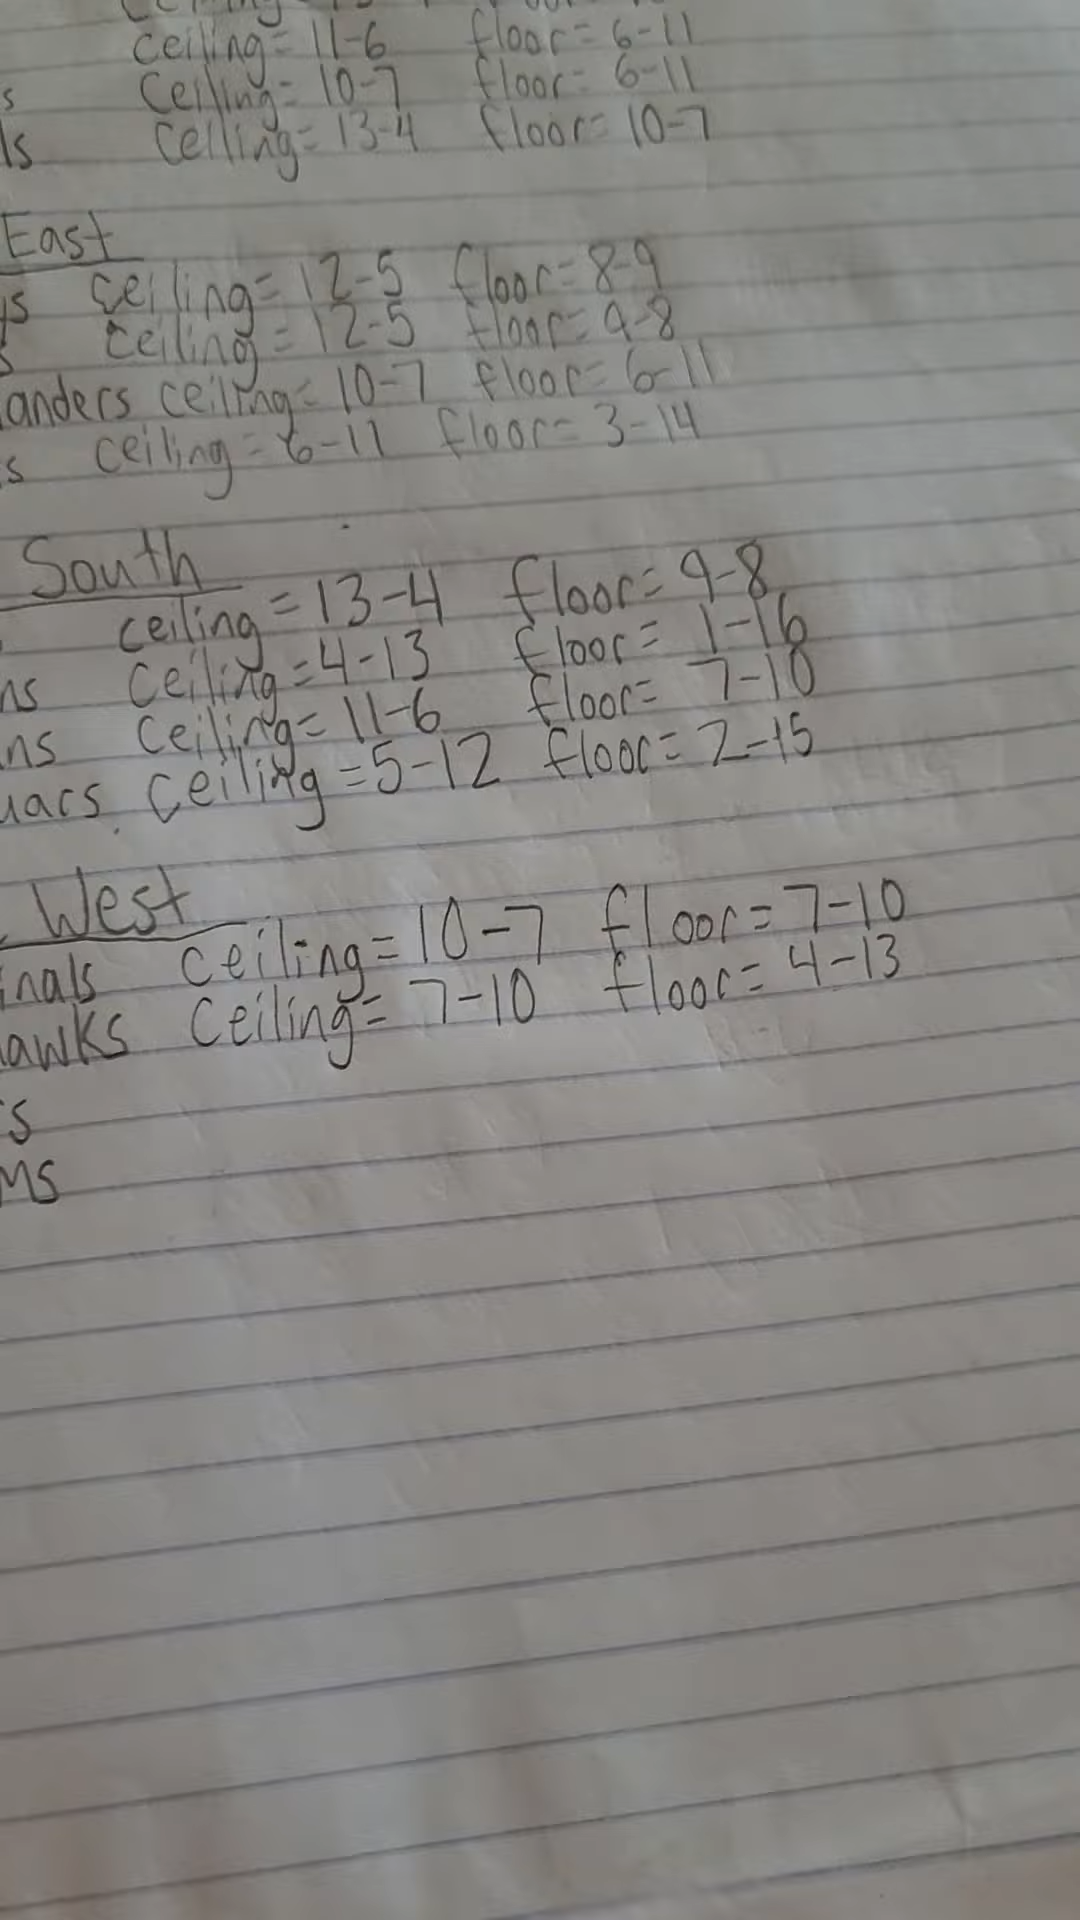 ceiling= 11-6 floor= 6-11
s ceiling= 10-7 floor= 6-11
ls ceiling= 13-4 floor= 10-7
East
ys ceiling= 12-5 floor= 8-9
s ceiling= 12-5 floor= 9-8
anders ceiling= 10-7 floor= 6-11
s ceiling= 6-11 floor= 3-14
South
ceiling= 13-4 floor= 9-8
ns ceiling= 4-13 floor= 1-16
ns ceiling= 11-6 floor= 7-10
uars ceiling= 5-12 floor= 2-15
West
inals ceiling= 10-7 floor= 7-10
awks ceiling= 7-10 floor= 4-13
rs
ms